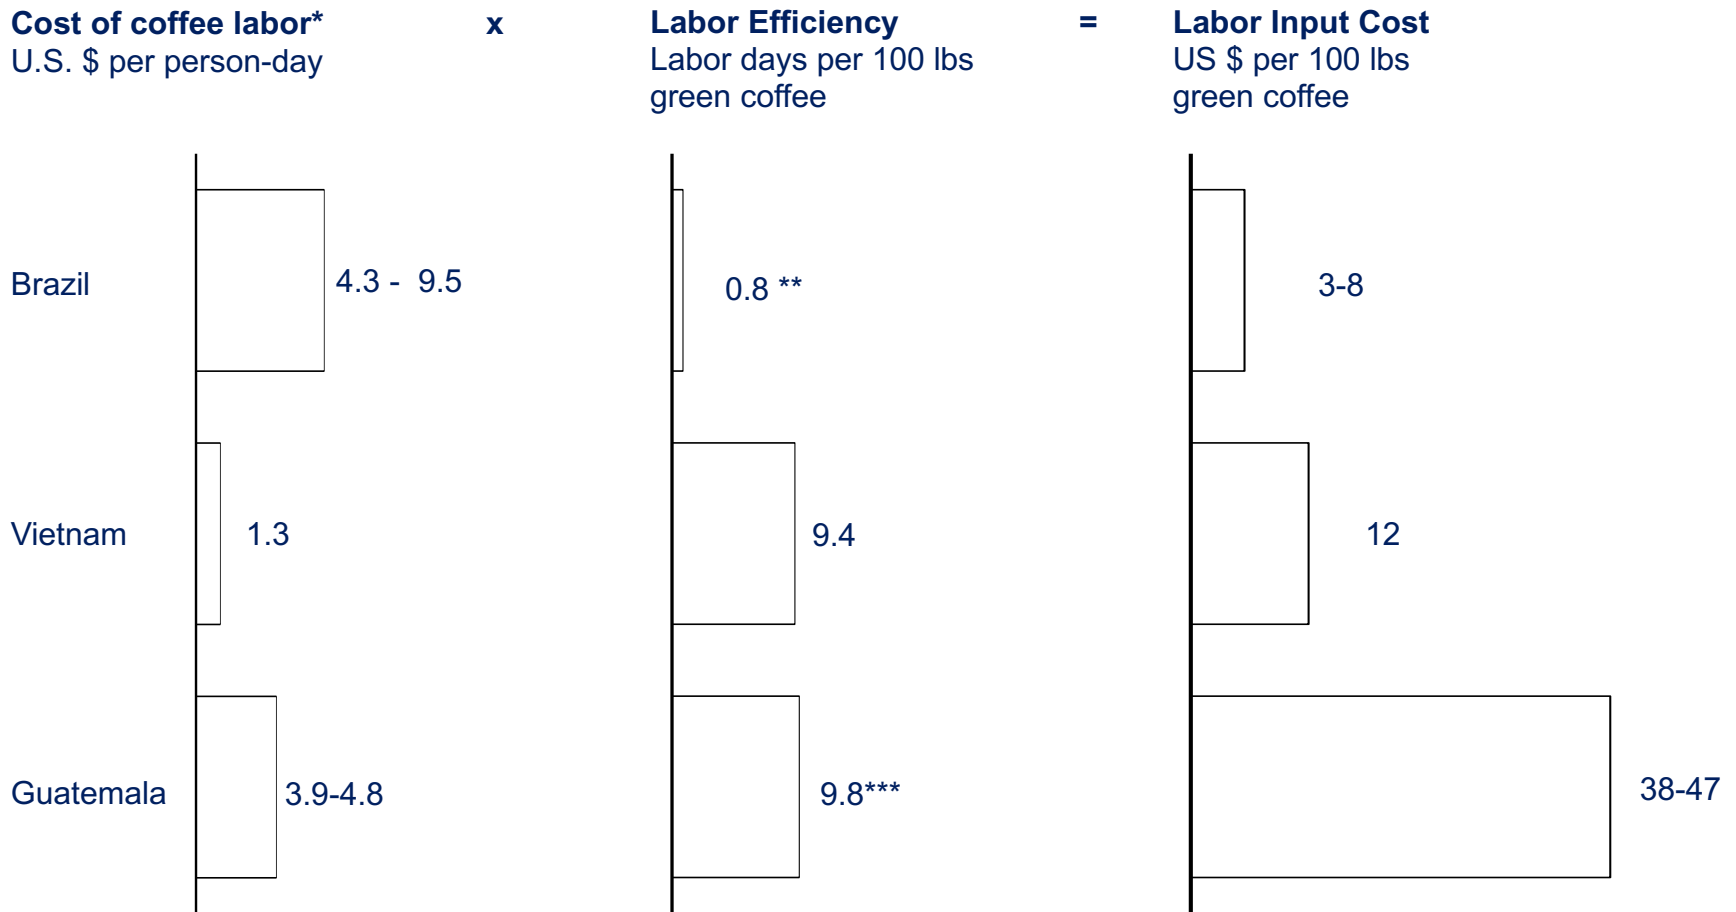 Cost of coffee labor*
U.S. $ per person-day
x
Labor Efficiency
Labor days per 100 lbs
green coffee
=
Labor Input Cost
US $ per 100 lbs
green coffee
Brazil
4.3 - 9.5
0.8 **
3-8
Vietnam
1.3
9.4
12
Guatemala
3.9-4.8
9.8***
38-47